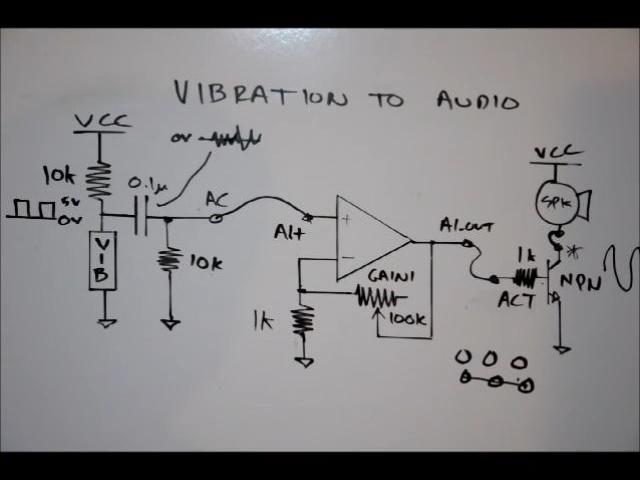 VIBRATION TO AUDIO
VCC
10k
5v
0v
VIB
0.1μ
0v
AC
10k
A1+
+
-
1k
GAIN1
100k
A1.OUT
1k
ACT
VCC
SPK
*
NPN